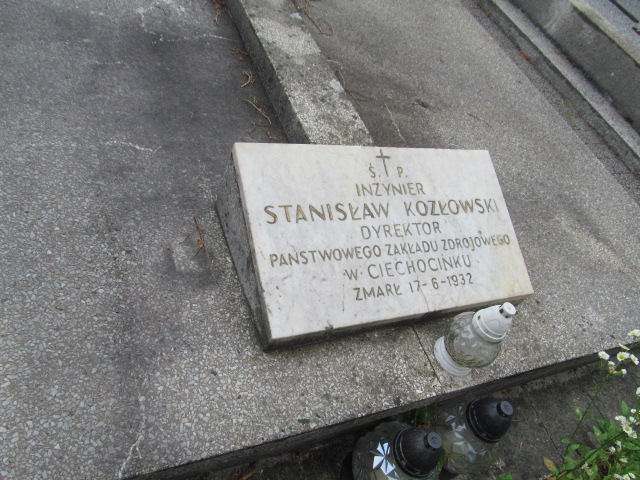 Ś. P.
INŻYNIER
STANISŁAW KOZŁOWSKI
DYREKTOR
PAŃSTWOWEGO ZAKŁADU ZDROJOWEGO
W CIECHOCINKU
ZMARŁ 17-6-1932